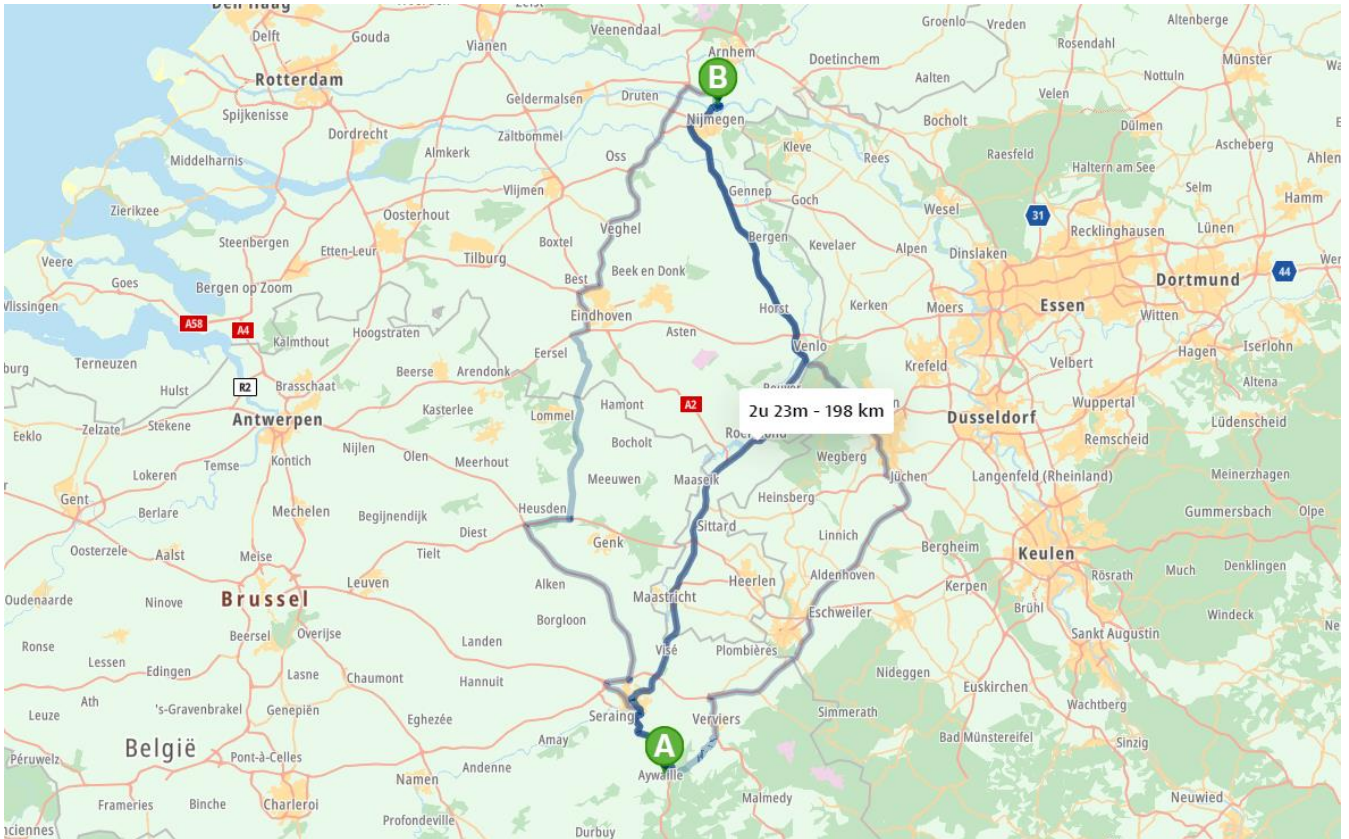 Den Haag
Veenendaal
Groenlo
Vreden
Altenberge
Delft
Gouda
Vianen
Arnhem
Doetinchem
Rosendahl
Münster
Rotterdam
B
Aalten
Nottuln
Spijkenisse
Geldermalsen
Druten
Velen
Dordrecht
Zaltbommel
Nijmegen
Bocholt
Dülmen
Middelharnis
Almkerk
Oss
Kleve
Rees
Raesfeld
Haltern am See
Ascheberg
Ahlen
Zierikzee
Vlijmen
Gennep
Goch
Wesel
Selm
Hamm
Oosterhout
31
Steenbergen
Etten-Leur
Boxtel
Veghel
Bergen
Kevelaer
Alpen
Dinslaken
Recklinghausen
Lünen
Veere
Tilburg
Best
Beek en Donk
Dortmund
44
Goes
Bergen op Zoom
Vlissingen
Horst
Kerken
Moers
Essen
Witten
A58
A4
Hoogstraten
Eindhoven
Asten
Kalmthout
Venlo
Hagen
Iserlohn
Terneuzen
Eersel
Krefeld
Velbert
Hulst
R2
Brasschaat
Beerse
Arendonk
Altena
Kasterlee
Lommel
Hamont
A2
2u 23m - 198 km
Wuppertal
Eeklo
Zelzate
Stekene
Antwerpen
Dusseldorf
Lüdenscheid
Bocholt
Remscheid
Temse
Kontich
Nijlen
Olen
Meerhout
Wegberg
Lokeren
Meeuwen
Maaseik
Jüchen
Langenfeld (Rheinland)
Meinerzhagen
Gent
Heinsberg
Berlare
Mechelen
Begijnendijk
Heusden
Gummersbach
Olpe
Diest
Sittard
Linnich
Oosterzele
Aalst
Meise
Tielt
Genk
Bergheim
Keulen
Denklingen
Leuven
Alken
Heerlen
Aldenhoven
Kerpen
Rösrath
Much
Oudenaarde
Ninove
Brussel
Maastricht
Eschweiler
Brühl
Windeck
Beersel
Overijse
Borgloon
Ronse
Landen
Visé
Plombières
Sankt Augustin
Lessen
Edingen
Lasne
Chaumont
Hannuit
Nideggen
Euskirchen
Ath
Leuze
's-Gravenbrakel
Genepiën
Eghezée
Seraing
Verviers
Simmerath
Wachtberg
België
Amay
A
Bad Münstereifel
Sinzig
Péruwelz
Pont-à-Celles
Andenne
Aywaille
Namen
Malmedy
Neuwied
Frameries
Binche
Charleroi
Profondeville
Durbuy